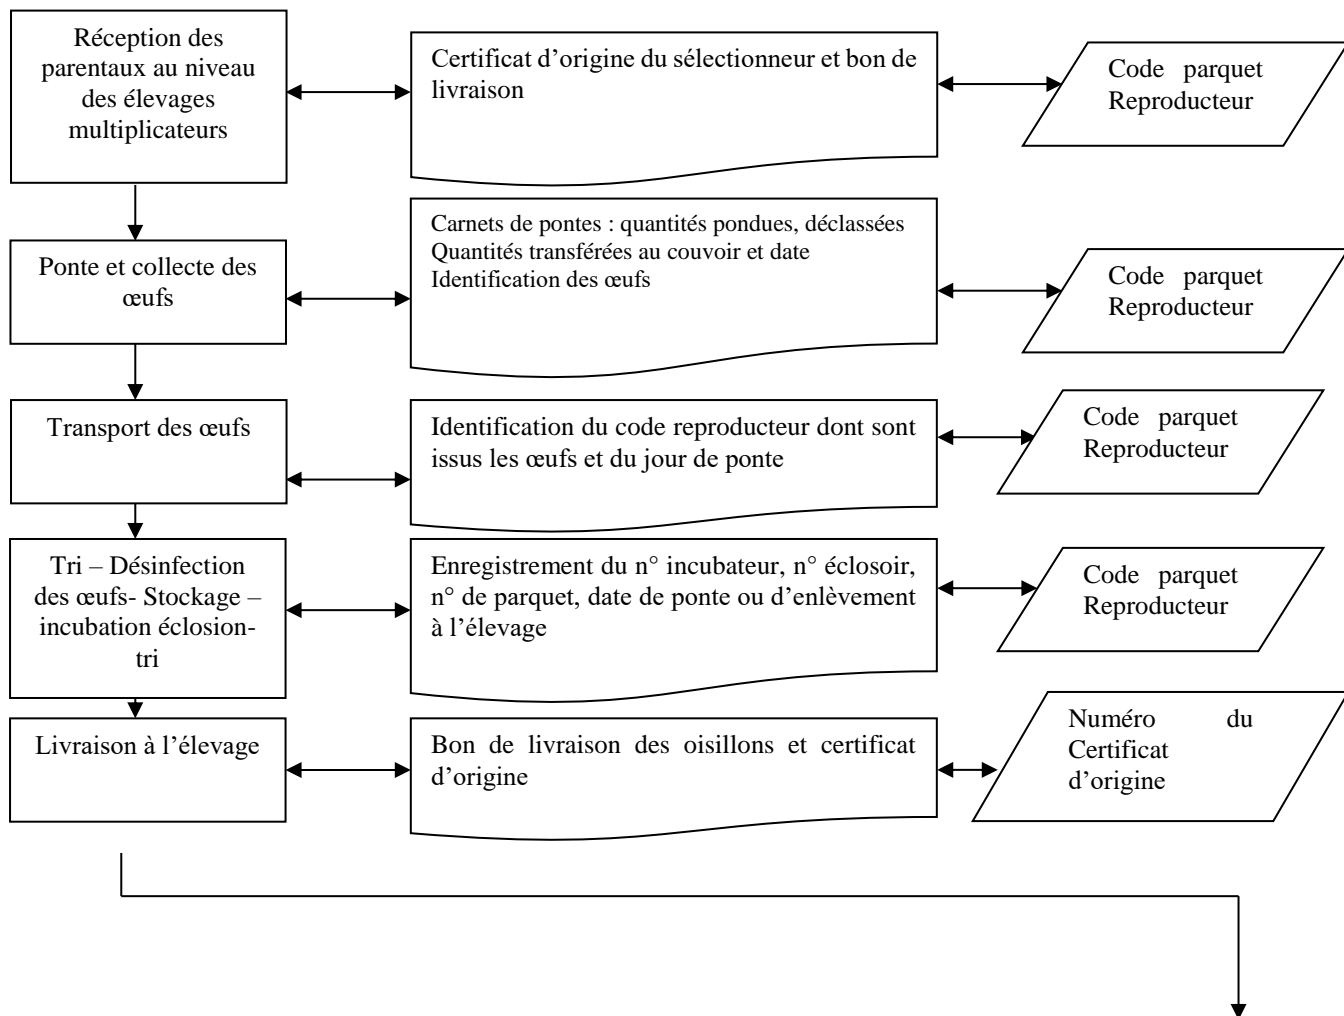 Réception des
parentaux au niveau
des élevages
multiplicateurs
Certificat d’origine du sélectionneur et bon de
livraison
Code parquet
Reproducteur
Ponte et collecte des
œufs
Carnets de pontes : quantités pondues, déclassées
Quantités transférées au couvoir et date
Identification des œufs
Code parquet
Reproducteur
Transport des œufs
Identification du code reproducteur dont sont
issus les œufs et du jour de ponte
Code parquet
Reproducteur
Tri – Désinfection
des œufs- Stockage –
incubation éclosion-
tri
Enregistrement du n° incubateur, n° éclosoir,
n° de parquet, date de ponte ou d’enlèvement
à l’élevage
Code parquet
Reproducteur
Livraison à l’élevage
Bon de livraison des oisillons et certificat
d’origine
Numéro du
Certificat
d’origine